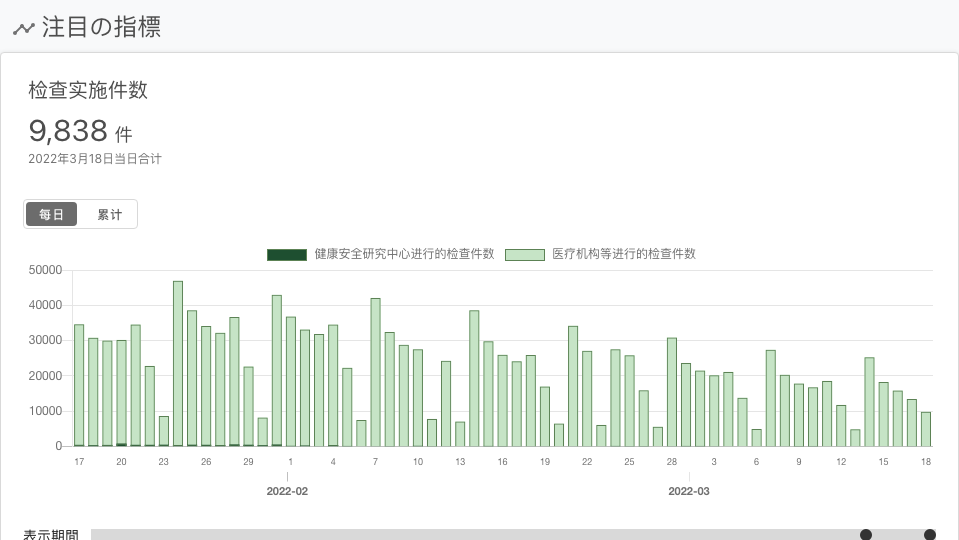 注目の指標
检查实施件数
9,838 件
2022年3月18日当日合计
每日 累计
健康安全研究中心进行的检查件数 医疗机构等进行的检查件数
50000
40000
30000
20000
10000
0
17 20 23 26 29 1 4 7 10 13 16 19 22 25 28 3 6 9 12 15 18
2022-02 2022-03
表示期間